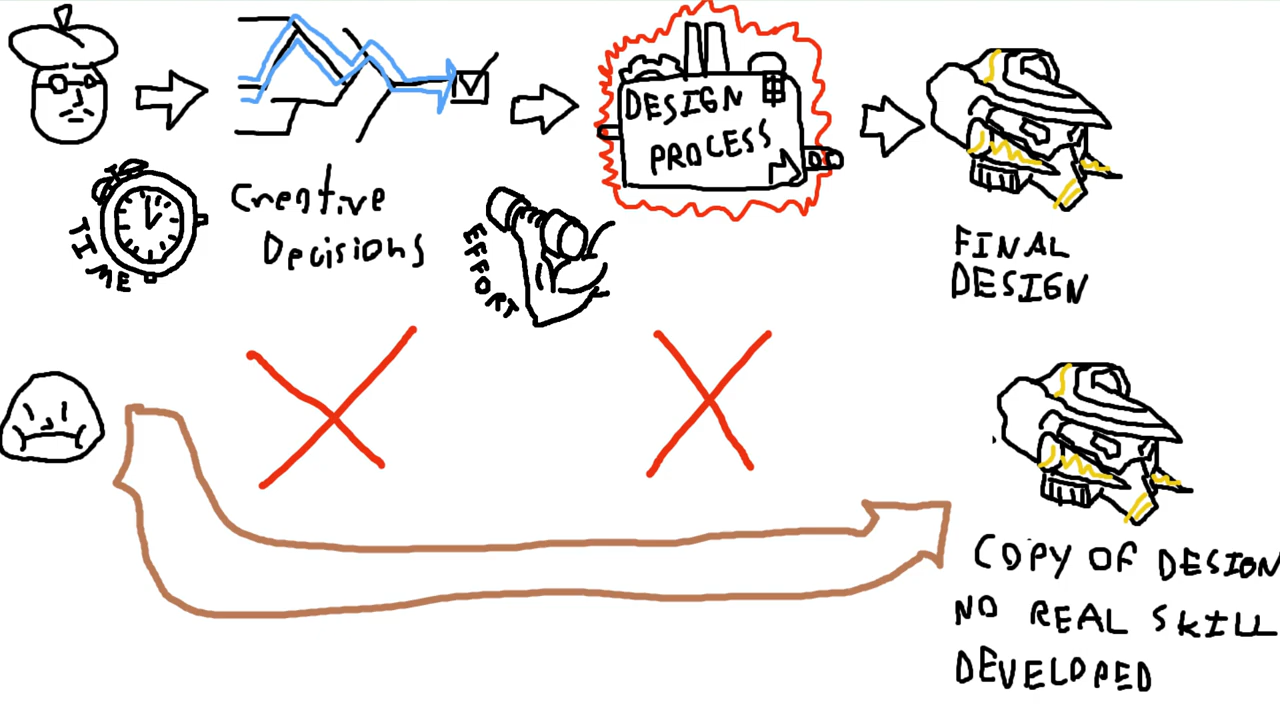 DESIGN
PROCESS
TIME
Creative
Decisions
EFFORT
FINAL
DESIGN
COPY OF DESIGN
NO REAL SKILL
DEVELOPED